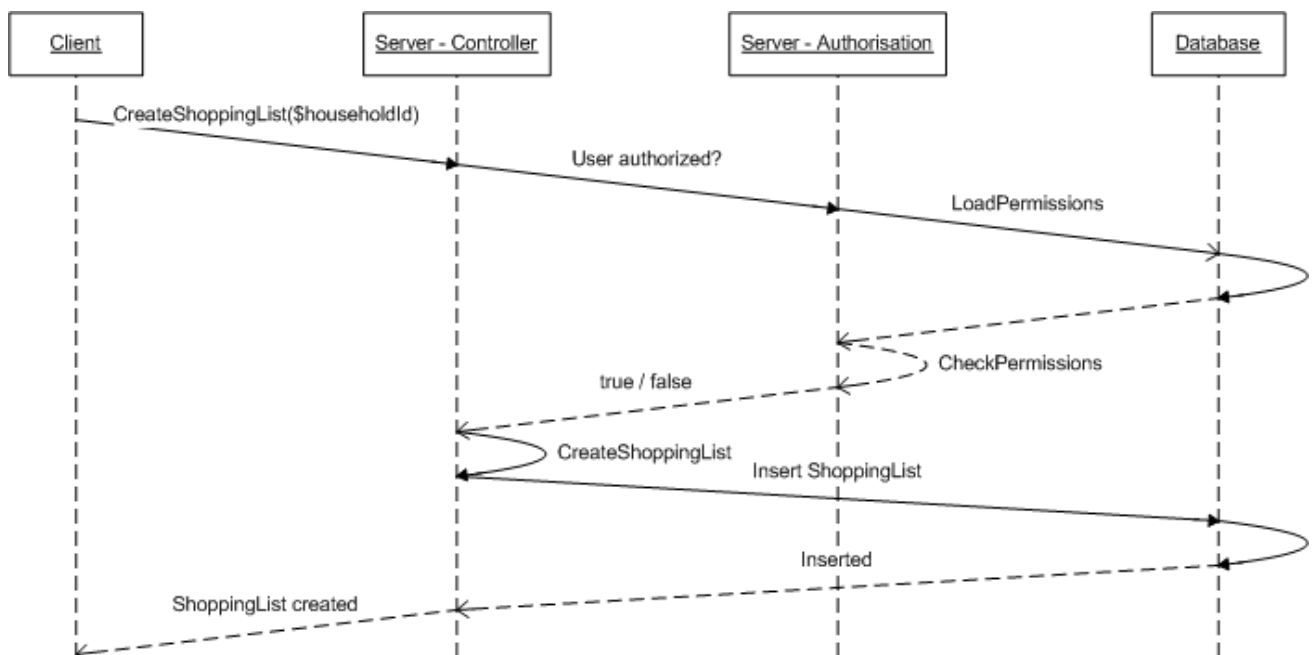 Client
Server - Controller
Server - Authorisation
Database
CreateShoppingList($householdId)
User authorized?
LoadPermissions
CheckPermissions
true / false
CreateShoppingList
Insert ShoppingList
Inserted
ShoppingList created